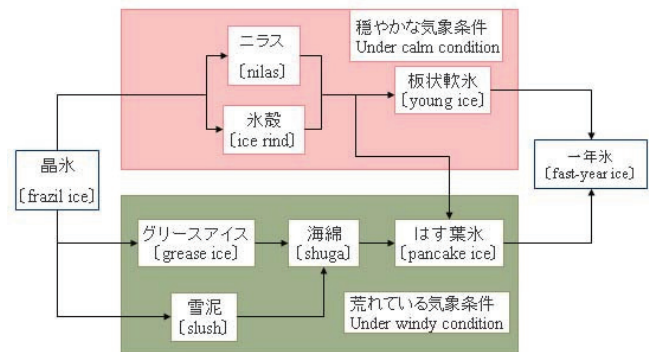 ニラス
〔nilas〕
穏やかな気象条件
Under calm condition
氷殻
〔ice rind〕
板状軟氷
〔young ice〕
晶氷
〔frazil ice〕
一年氷
〔fast-year ice〕
グリースアイス
〔grease ice〕
海綿
〔shuga〕
はす葉氷
〔pancake ice〕
雪泥
〔slush〕
荒れている気象条件
Under windy condition